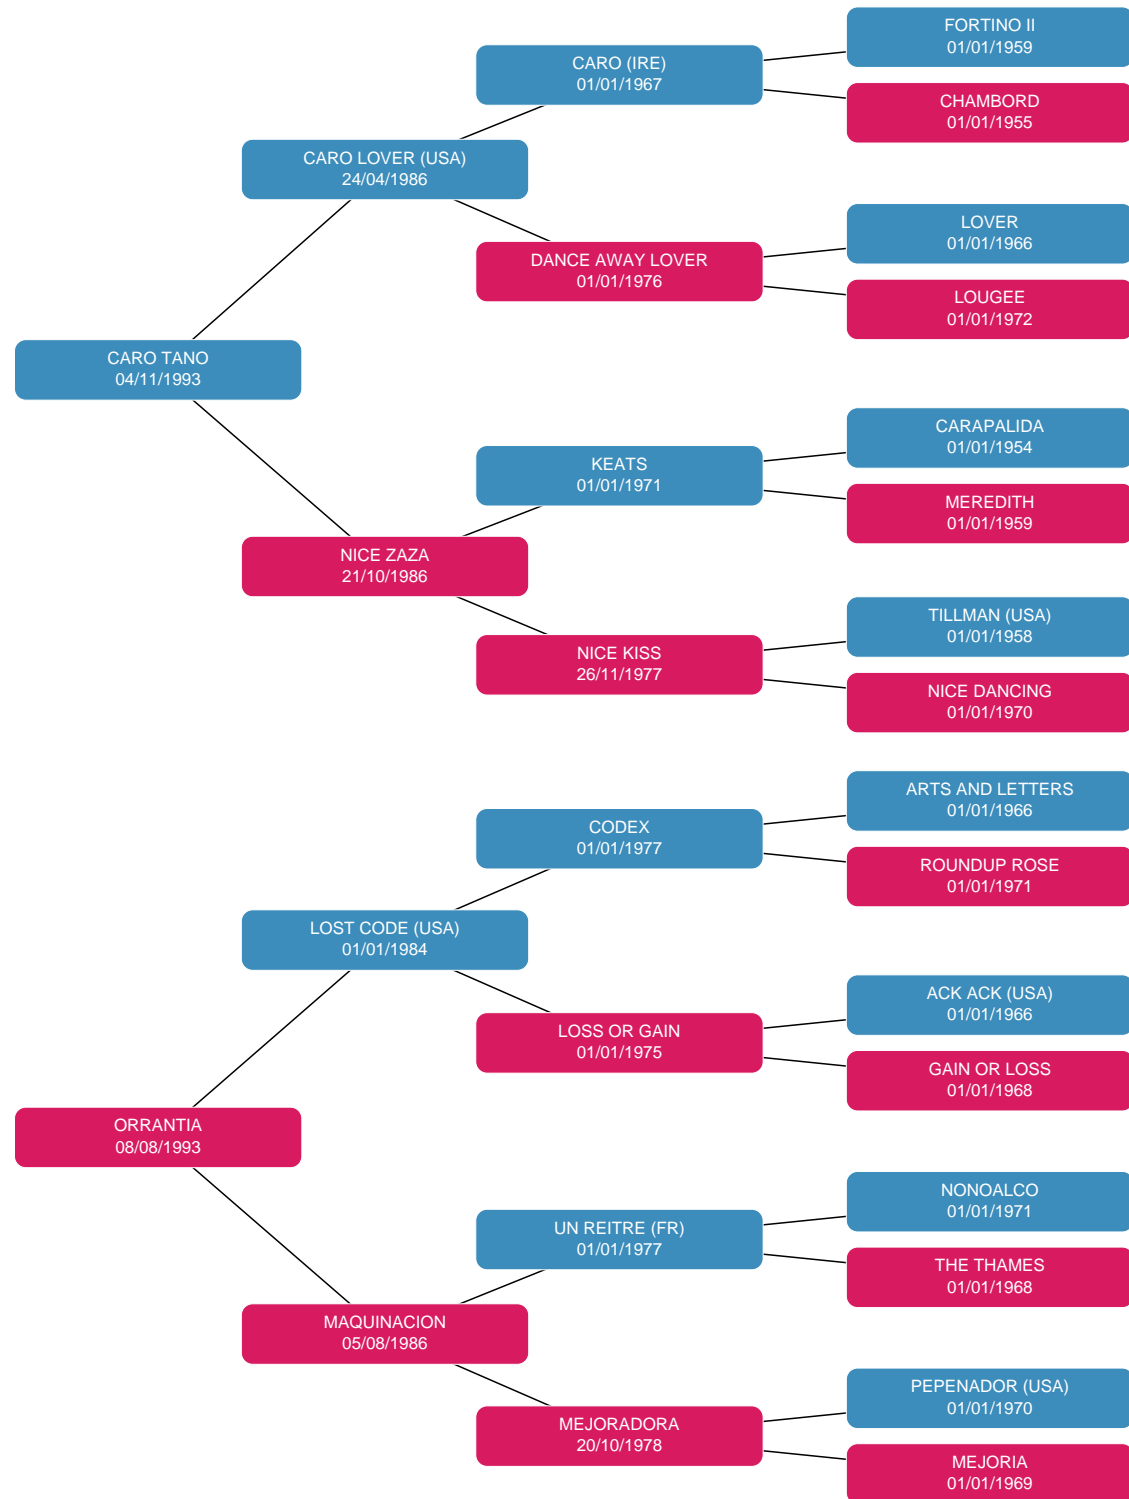 FORTINO II
01/01/1959
CARO (IRE)
01/01/1967
CHAMBORD
01/01/1955
CARO LOVER (USA)
24/04/1986
LOVER
01/01/1966
DANCE AWAY LOVER
01/01/1976
LOUGEE
01/01/1972
CARO TANO
04/11/1993
CARAPALIDA
01/01/1954
KEATS
01/01/1971
MEREDITH
01/01/1959
NICE ZAZA
21/10/1986
TILLMAN (USA)
01/01/1958
NICE KISS
26/11/1977
NICE DANCING
01/01/1970
ARTS AND LETTERS
01/01/1966
CODEX
01/01/1977
ROUNDUP ROSE
01/01/1971
LOST CODE (USA)
01/01/1984
ACK ACK (USA)
01/01/1966
LOSS OR GAIN
01/01/1975
GAIN OR LOSS
01/01/1968
ORRANTIA
08/08/1993
NONOALCO
01/01/1971
UN REITRE (FR)
01/01/1977
THE THAMES
01/01/1968
MAQUINACION
05/08/1986
PEPENADOR (USA)
01/01/1970
MEJORADORA
20/10/1978
MEJORIA
01/01/1969